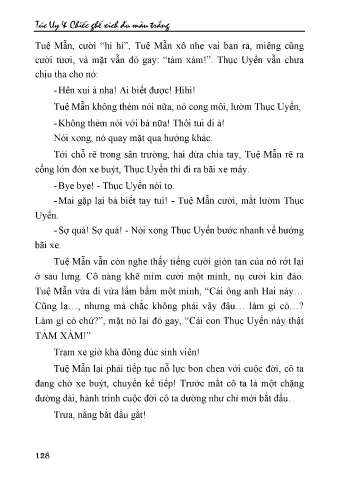 Túc Uy & Chiếc ghế xích đu màu trắng
Tuệ Mẫn, cười “hí hí”, Tuệ Mẫn xô nhẹ vai bạn ra, miệng cũng
cười tươi, và mặt vẫn đỏ gay: “tàm xàm!”. Thục Uyển vẫn chưa
chịu tha cho nó:
- Hên xui à nha! Ai biết được! Hihi!
Tuệ Mẫn không thèm nói nữa, nó cong môi, lườm Thục Uyển,
- Không thèm nói với bà nữa! Thôi tui đi à!
Nói xong, nó quay mặt qua hướng khác.
Tới chỗ rẽ trong sân trường, hai đứa chia tay, Tuệ Mẫn rẽ ra
cổng lớn đón xe buýt, Thục Uyển thì đi ra bãi xe máy.
- Bye bye! - Thục Uyển nói to.
- Mai gặp lại bà biết tay tui! - Tuệ Mẫn cười, mắt lườm Thục
Uyển.
- Sợ quá! Sợ quá! - Nói xong Thục Uyển bước nhanh về hướng
bãi xe.
Tuệ Mẫn vẫn còn nghe thấy tiếng cười giòn tan của nó rớt lại
ở sau lưng. Cô nàng khẽ mỉm cười một mình, nụ cười kín đáo.
Tuệ Mẫn vừa đi vừa lẩm bẩm một mình, “Cái ông anh Hai này…
Cũng lạ…, nhưng mà chắc không phải vậy đâu… làm gì có…?
Làm gì có chứ?”, mặt nó lại đỏ gay, “Cái con Thục Uyển này thật
TÀM XÀM!”
Trạm xe giờ khá đông đúc sinh viên!
Tuệ Mẫn lại phải tiếp tục nỗ lực bon chen với cuộc đời, cô ta
đang chờ xe buýt, chuyến kế tiếp! Trước mắt cô ta là một chặng
đường dài, hành trình cuộc đời cô ta dường như chỉ mới bắt đầu.
Trưa, nắng bắt đầu gắt!
128